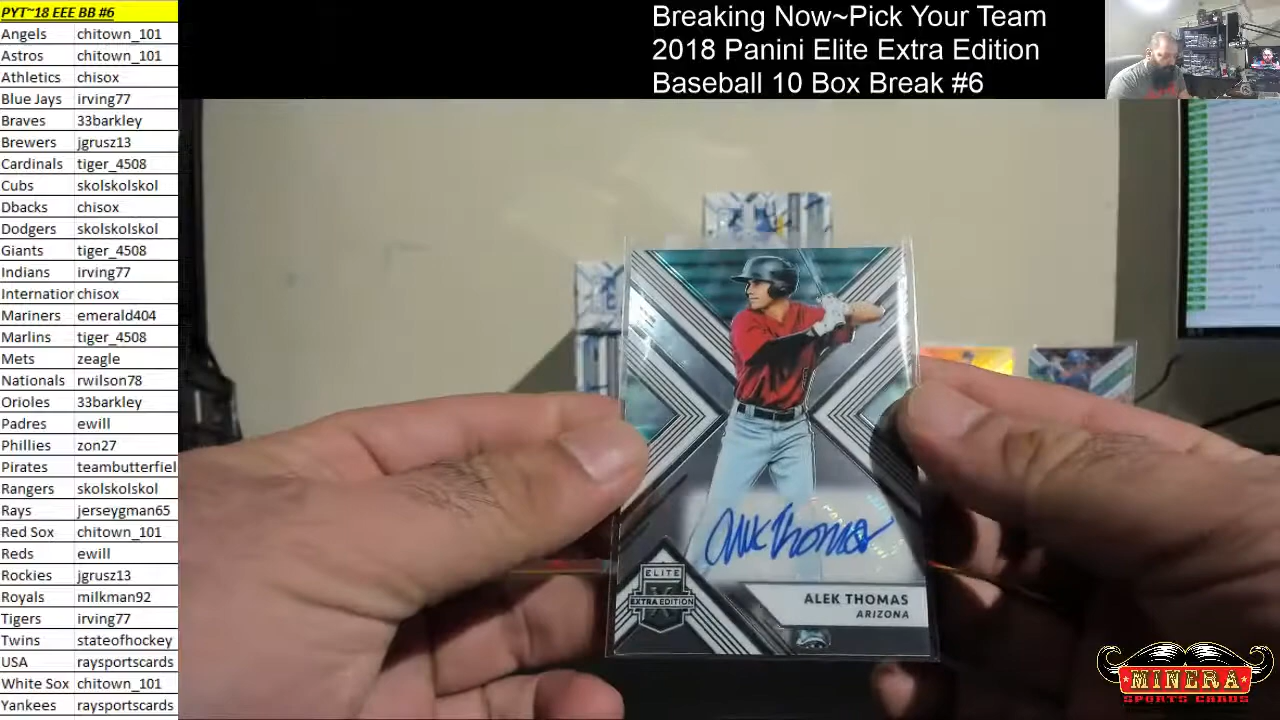 PYT~18 EEE BB #6
Angels chitown_101
Astros chitown_101
Athletics chisox
Blue Jays irving77
Braves 33barkley
Brewers jgrusz13
Cardinals tiger_4508
Cubs skolskolskol
Dbacks chisox
Dodgers skolskolskol
Giants tiger_4508
Indians irving77
Internation chisox
Mariners emerald404
Marlins tiger_4508
Mets zeagle
Nationals rwilson78
Orioles 33barkley
Padres ewill
Phillies zon27
Pirates teambutterfiel
Rangers skolskolskol
Rays jerseygman65
Red Sox chitown_101
Reds ewill
Rockies jgrusz13
Royals milkman92
Tigers irving77
Twins stateofhockey
USA raysportscards
White Sox chitown_101
Yankees raysportscards
Breaking Now~Pick Your Team
2018 Panini Elite Extra Edition
Baseball 10 Box Break #6
Alek Thomas
ELITE
EXTRA EDITION
ALEK THOMAS
ARIZONA
MINERA
SPORTS CARDS